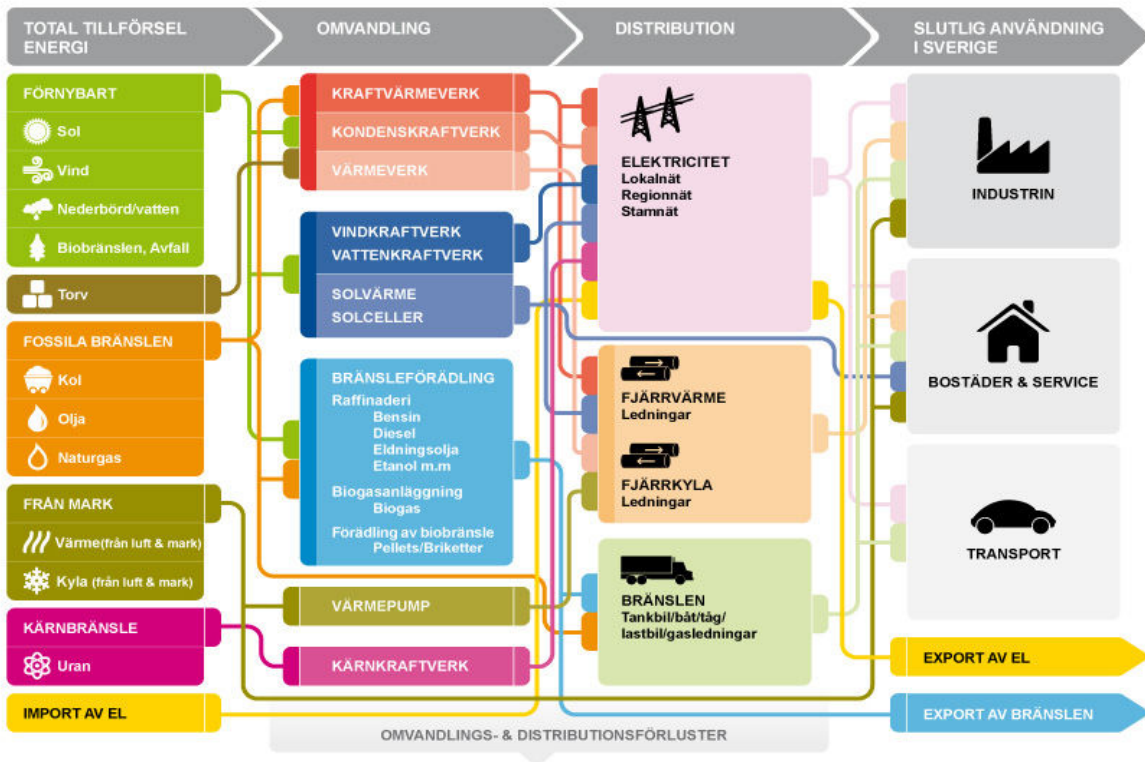 TOTAL TILLFÖRSEL
ENERGI
OMVANDLING
DISTRIBUTION
SLUTLIG ANVÄNDNING
I SVERIGE
FÖRNYBART
Sol
Vind
Nederbörd/vatten
Biobränslen, Avfall
Torv
FOSSILA BRÄNSLEN
Kol
Olja
Naturgas
FRÅN MARK
Värme(från luft & mark)
Kyla (från luft & mark)
KÄRNBRÄNSLE
Uran
IMPORT AV EL
KRAFTVÄRMEVERK
KONDENSKRAFTVERK
VÄRMEVERK
VINDKRAFTVERK
VATTENKRAFTVERK
SOLVÄRME
SOLCELLER
BRÄNSLEFÖRÄDLING
Raffinaderi
Bensin
Diesel
Eldningsolja
Etanol m.m
Biogasanläggning
Biogas
Förädling av biobränsle
Pellets/Briketter
VÄRMEPUMP
KÄRNKRAFTVERK
ELEKTRICITET
Lokalnät
Regionnät
Stamnät
FJÄRRVÄRME
Ledningar
FJÄRRKYLA
Ledningar
BRÄNSLEN
Tankbil/båt/tåg/
lastbil/gasledningar
INDUSTRIN
BOSTÄDER & SERVICE
TRANSPORT
EXPORT AV EL
EXPORT AV BRÄNSLEN
OMVANDLINGS- & DISTRIBUTIONSFÖRLUSTER